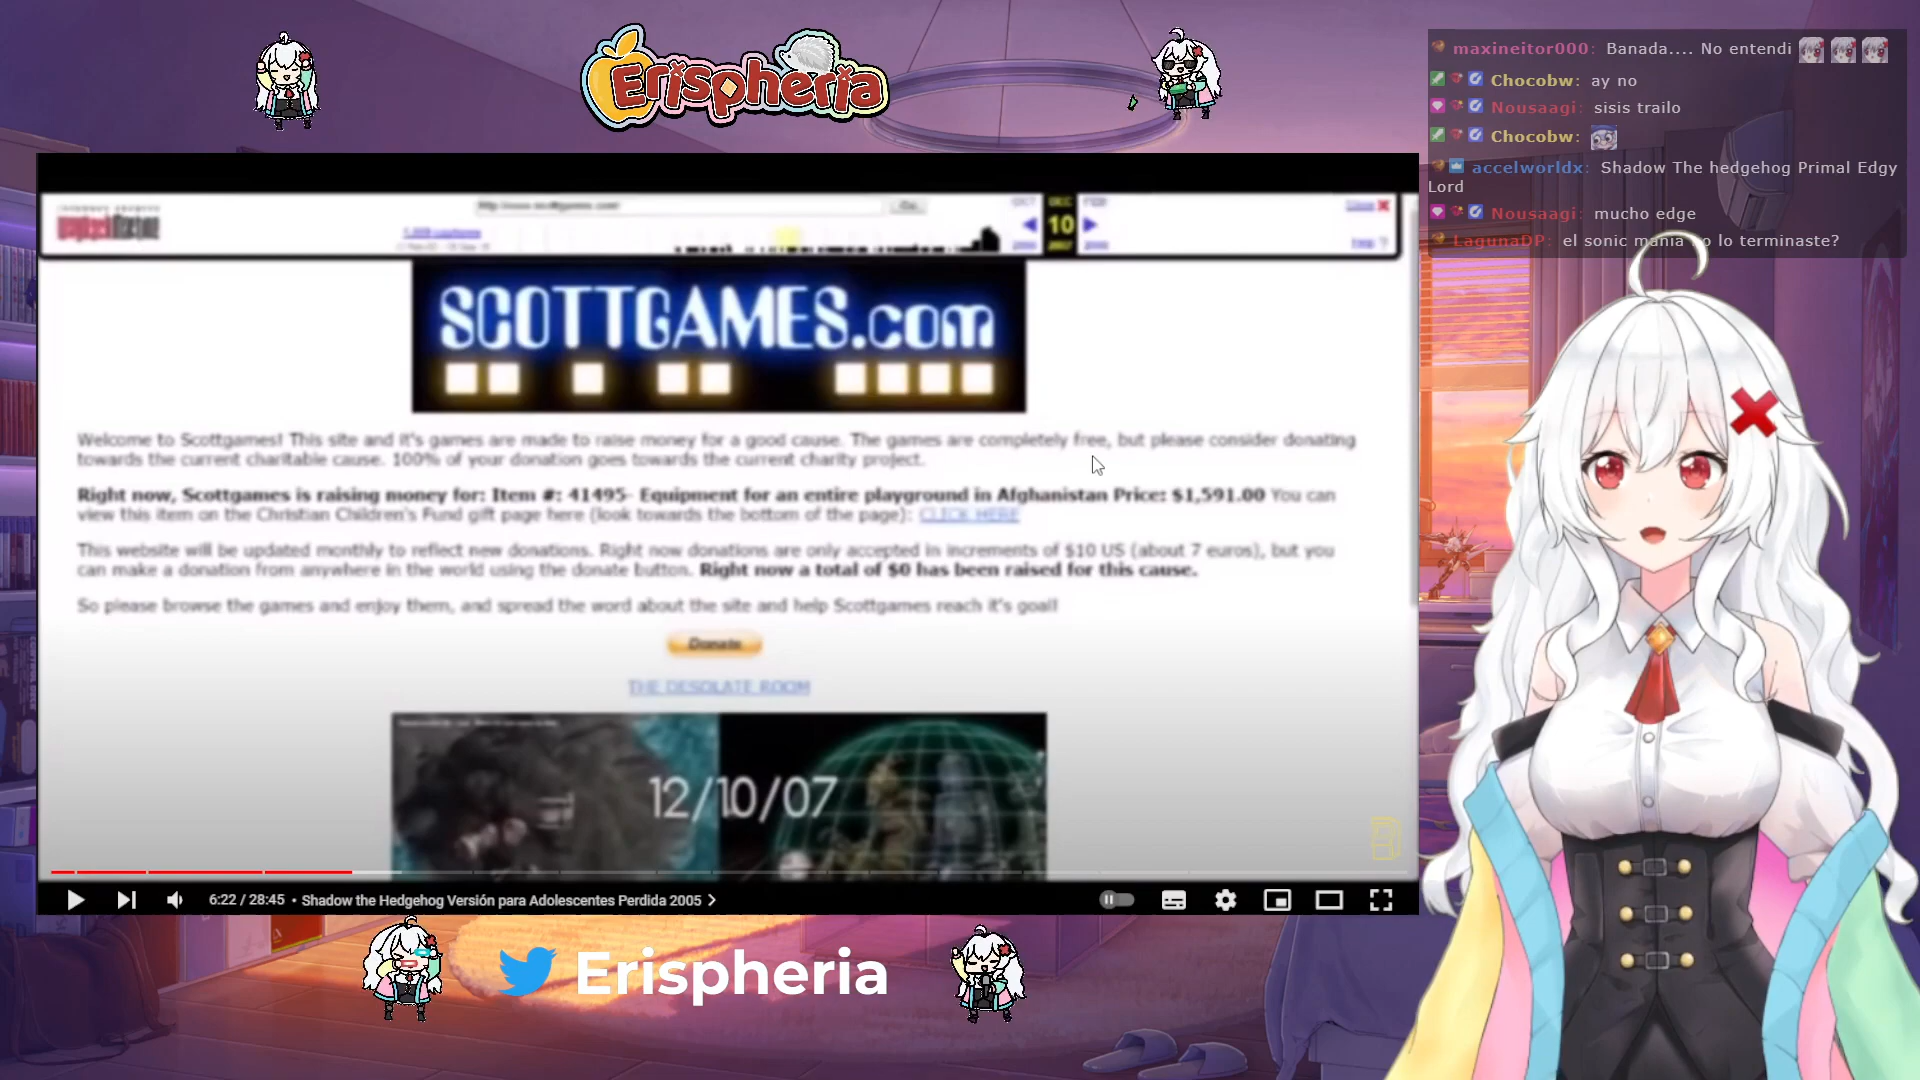 Erispheria
maxineitor000: Banada.... No entendi
Chocobw: ay no
Nousaagi: sisis trailo
Chocobw:
accelworldx: Shadow The hedgehog Primal Edgy
Lord
Nousaagi: mucho edge
LagunaDP: el sonic mania no lo terminaste?
10
SCOTTGAMES.com
Welcome to Scottgames! This site and it's games are made to raise money for a good cause. The games are completely free, but please consider donating
towards the current charitable cause. 100% of your donation goes towards the current charity project.
Right now, Scottgames is raising money for: Item #: 41495- Equipment for an entire playground in Afghanistan Price: $1,591.00 You can
view this item on the Christian Children's Fund gift page here (look towards the bottom of the page): CLICK HERE
This website will be updated monthly to reflect new donations. Right now donations are only accepted in increments of $10 US (about 7 euros), but you
can make a donation from anywhere in the world using the donate button. Right now a total of $0 has been raised for this cause.
So please browse the games and enjoy them, and spread the word about the site and help Scottgames reach it's goal!
Donate
THE DESOLATE ROOM
12/10/07
6:22 / 28:45 • Shadow the Hedgehog Versión para Adolescentes Perdida 2005
Erispheria